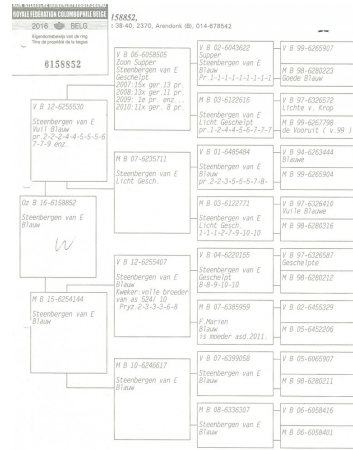 ROYALE FEDERATION COLOMBOPHILE BELGE
2016 BELG
Eigendomsbewijs van de ring
Titre de propriété de la bague
6158852
158852,
t 38-40, 2370, Arendonk (B), 014-678542
Oz B 16-6158852
Steenbergen van E
Blauw
W
V B 12-6255530
Steenbergen van E
Vuil Blauw
pr 2-2-2-4-4-5-5-5-6
7-7-9 enz.
M B 15-6254144
Steenbergen van E
Blauw
V B 06-6058505
Zoon Supper
Steenbergen van E
Geschelpt
2007:15x ger.13 pr.
2008:13x ger.11 pr.
2009: 1e pr. enz...
2010:11x ger. 8 pr.
M B 07-6235711
Steenbergen van E
Licht Gesch.
V B 12-6255407
Steenbergen van E
Blauw
Kweker:volle broeder
van as 524/ 10
Pryz.2-3-3-3-6-8
M B 10-6246617
Steenbergen van E
Blauw
V B 02-6043622
Supper
Steenbergen van E
Blauw
Pr.1-1-1-1-1-1-1-1-1
M B 03-6122616
Steenbergen van E
Licht Geschelpt
pr.1-2-4-4-5-6-7-7-7
V B 01-6485484
Steenbergen van E
Blauw
pr.2-2-3-5-5-5-7-8-
M B 03-6122771
Steenbergen van E
Licht Gesch
1-1-1-2-7-9-10-10
V B 04-6220155
Steenbergen van E
Geschelpt
8-8-9-10-10
M B 07-6385959
F.Marien
Blauw
is moeder asd.2011.
V B 07-6399058
Steenbergen van E
Blauw
M B 08-6336307
Steenbergen van E
Blauw
V B 99-6265907
M B 98-6280223
Goede Blauw
V B 97-6326572
Lichte v. Krop
M B 99-6267798
de Vooruit ( v.99 )
V B 94-6263444
Blauwe
M B 99-6265904
V B 97-6326410
Vuile Blauwe
M B 98-6280316
V B 97-6326587
Geschelpte
M B 98-6280212
V B 02-6455329
M B 05-6452206
V B 05-6065907
M B 98-6280211
V B 06-6058416
M B 06-6058401